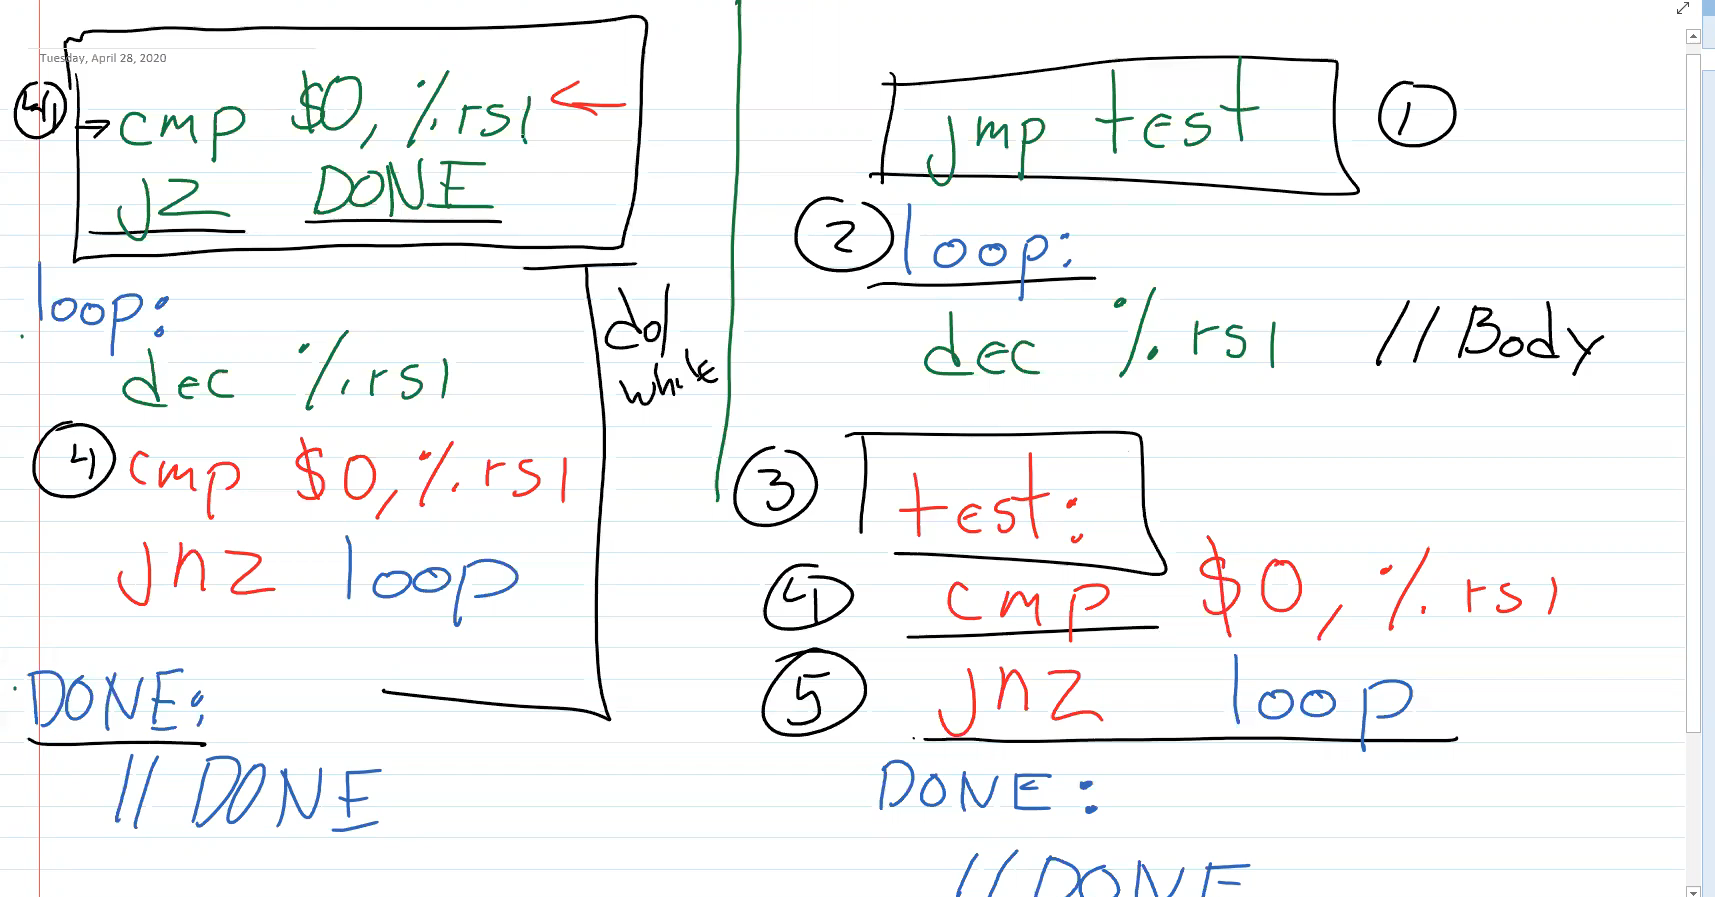 Tuesday, April 28, 2020
4 cmp $0, %rsi
jz DONE
loop:
dec %rsi
do/
while
4 cmp $0, %rsi
jnz loop
DONE:
// DONE
jmp test 1
2 loop:
dec %rsi // Body
3 test:
4 cmp $0, %rsi
5 jnz loop
DONE:
// DONE